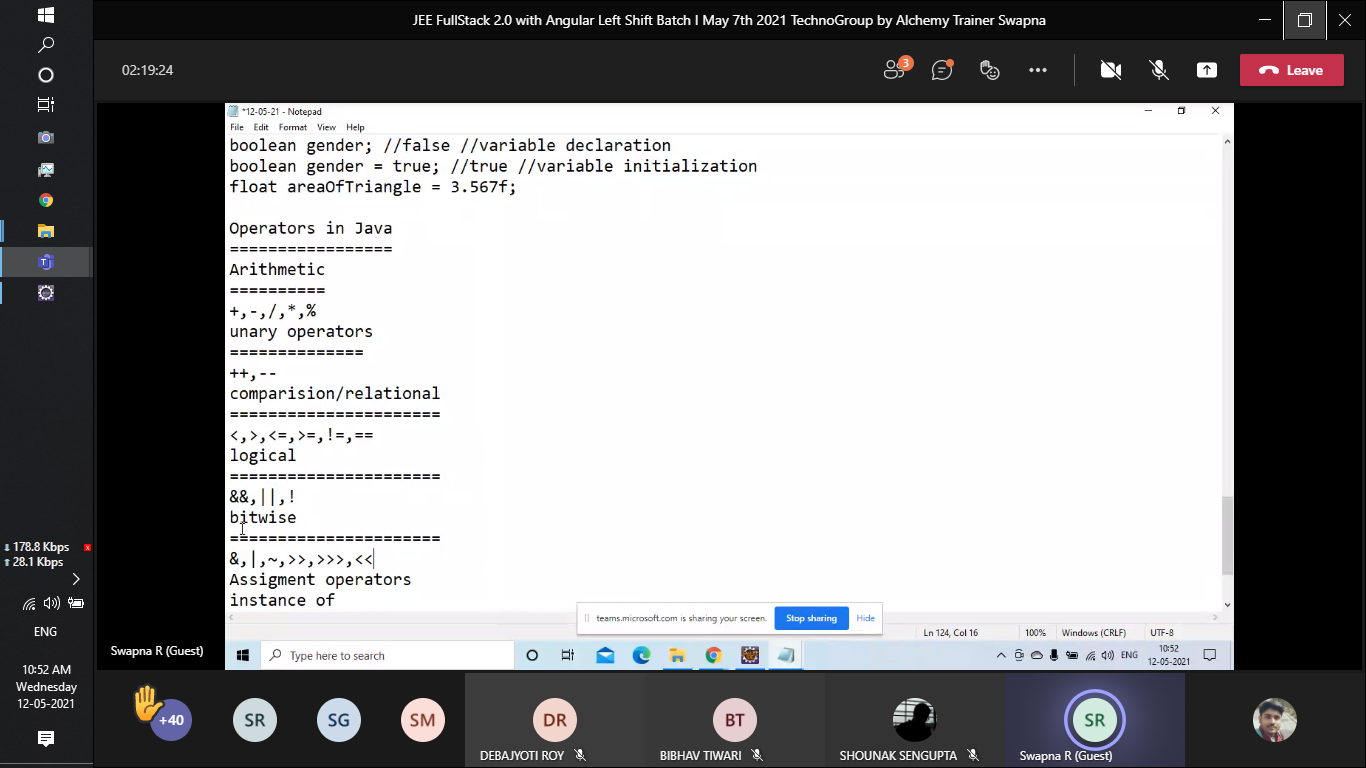 JEE FullStack 2.0 with Angular Left Shift Batch I May 7th 2021 TechnoGroup by Alchemy Trainer Swapna
02:19:24
3
Leave
*12-05-21 - Notepad
File Edit Format View Help
boolean gender; //false //variable declaration
boolean gender = true; //true //variable initialization
float areaOfTriangle = 3.567f;
Operators in Java
=================
Arithmetic
==========
+,-,/,*,%
unary operators
==============
++,--
comparision/relational
======================
<,>,<=,>=,!=,==
logical
======================
&&,||,!
bitwise
======================
&,|,~,>>,>>>,<<
Assigment operators
instance of
teams.microsoft.com is sharing your screen.
Stop sharing
Hide
Ln 124, Col 16
100%
Windows (CRLF)
UTF-8
Type here to search
ENG
10:52
12-05-2021
178.8 Kbps
28.1 Kbps
ENG
10:52 AM
Wednesday
12-05-2021
Swapna R (Guest)
+40
SR
SG
SM
DR
DEBAJYOTI ROY
BT
BIBHAV TIWARI
SHOUNAK SENGUPTA
SR
Swapna R (Guest)